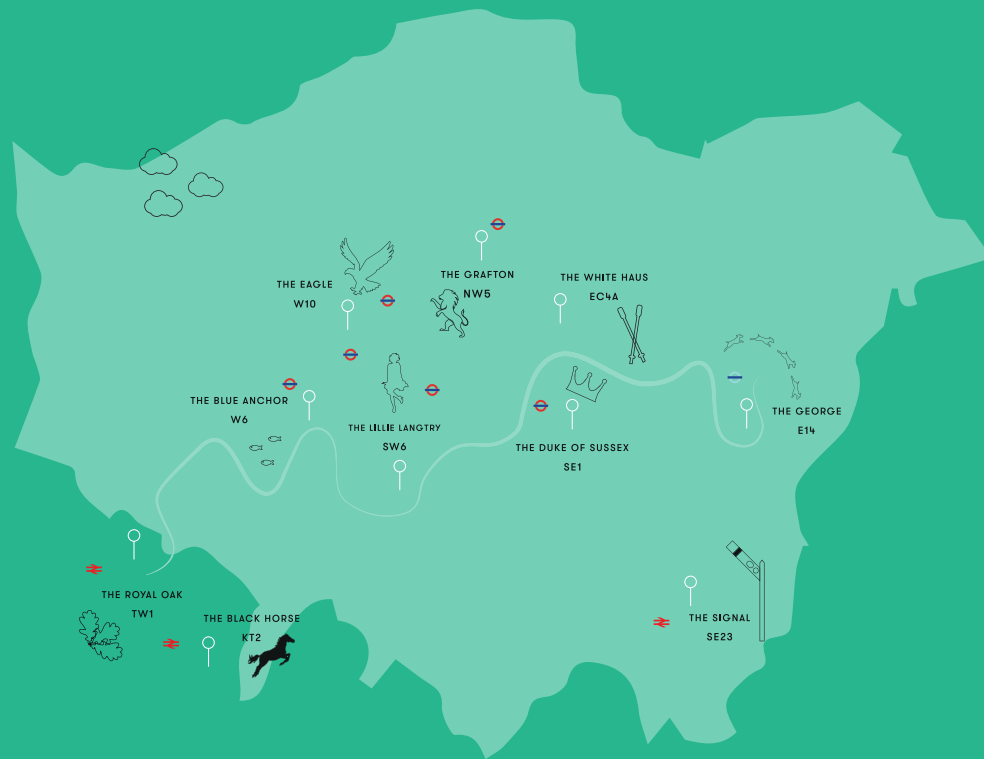 THE GRAFTON
NW5
THE WHITE HAUS
EC4A
THE EAGLE
W10
THE BLUE ANCHOR
W6
THE LILLIE LANGTRY
SW6
THE DUKE OF SUSSEX
SE1
THE GEORGE
E14
THE ROYAL OAK
TW1
THE BLACK HORSE
KT2
THE SIGNAL
SE23